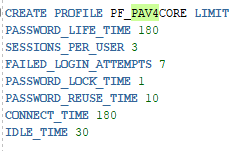 CREATE PROFILE PF_PAV4CORE LIMIT
PASSWORD_LIFE_TIME 180
SESSIONS_PER_USER 3
FAILED_LOGIN_ATTEMPTS 7
PASSWORD_LOCK_TIME 1
PASSWORD_REUSE_TIME 10
CONNECT_TIME 180
IDLE_TIME 30